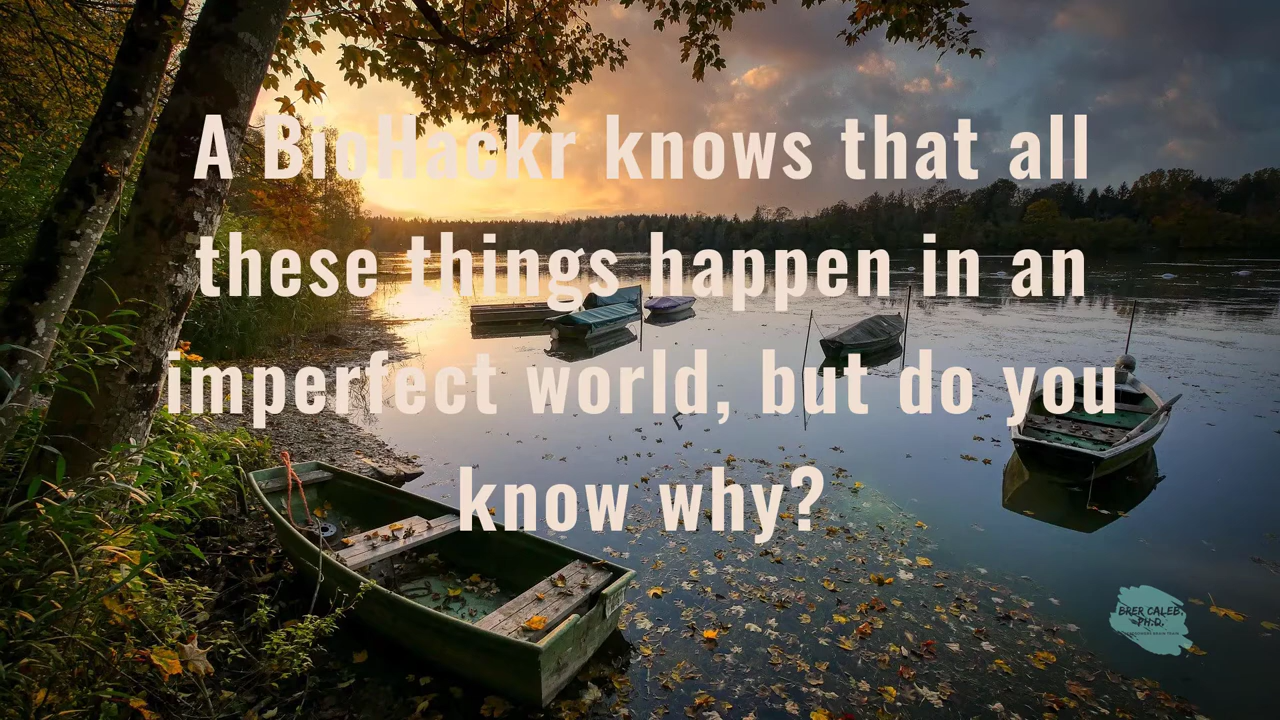 A BioHackr knows that all
these things happen in an
imperfect world, but do you
know why?
BRER CALEB,
PH.D.